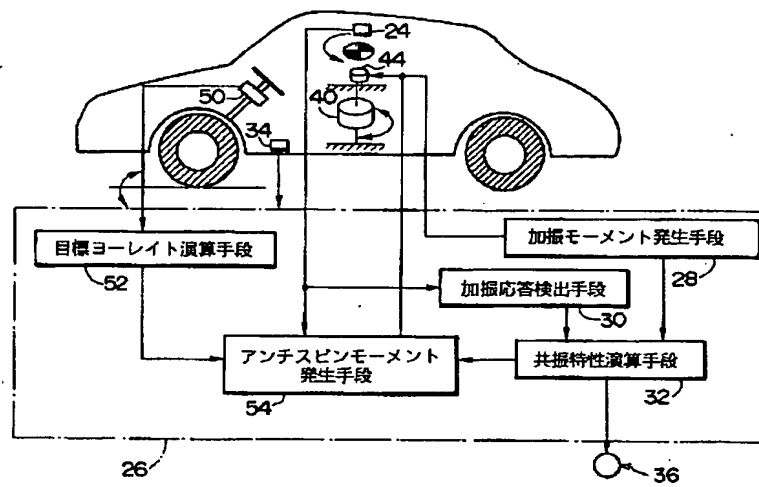 24
44
50
40
34
目標ヨーレイト演算手段
52
加振モーメント発生手段
28
加振応答検出手段
30
アンチスピンモーメント
発生手段
54
共振特性演算手段
32
26
36